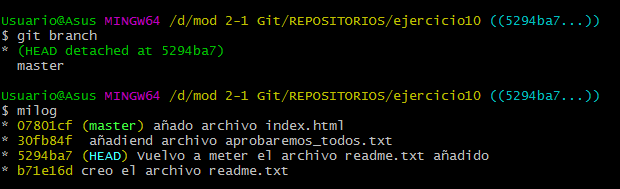 Usuario@Asus MINGW64 /d/mod 2-1 Git/REPOSITORIOS/ejercicio10 ((5294ba7...))
$ git branch
* (HEAD detached at 5294ba7)
  master
Usuario@Asus MINGW64 /d/mod 2-1 Git/REPOSITORIOS/ejercicio10 ((5294ba7...))
$ milog
* 07801cf (master) añado archivo index.html
* 30fb84f  añadiend archivo aprobaremos_todos.txt
* 5294ba7 (HEAD) Vuelvo a meter el archivo readme.txt añadido
* b71e16d creo el archivo readme.txt